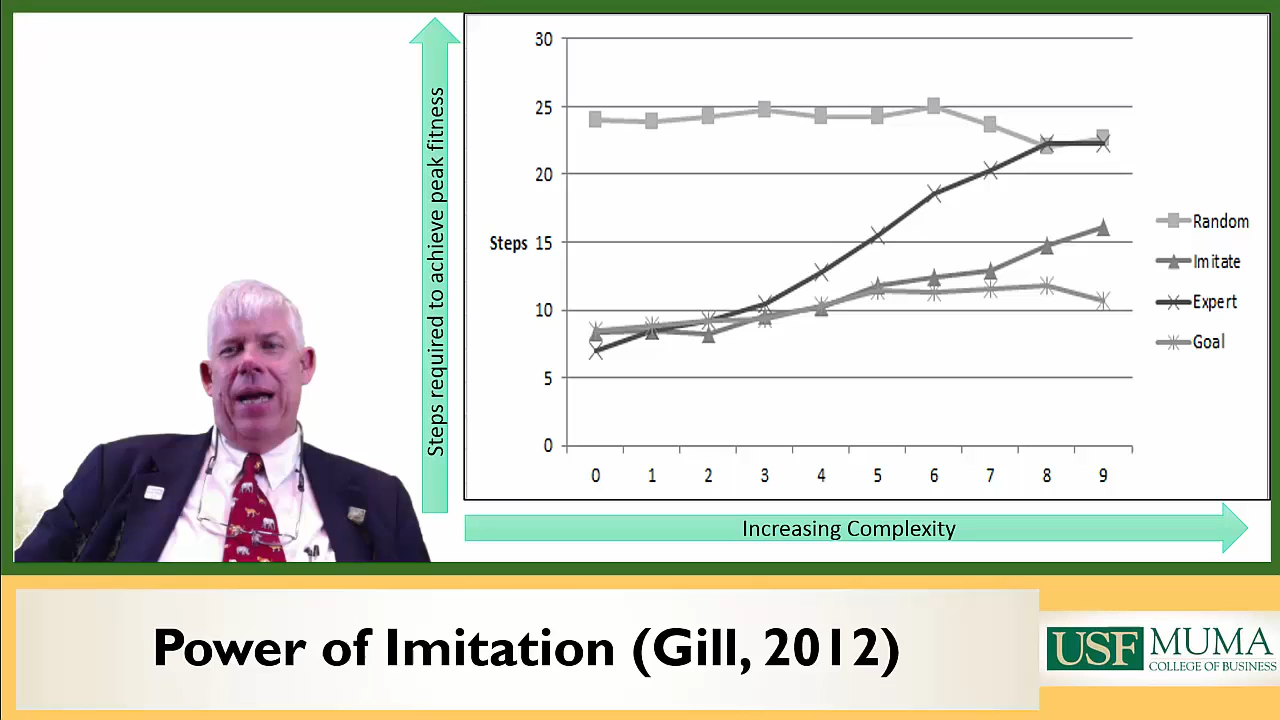 Steps required to achieve peak fitness
30
25
20
Steps 15
10
5
0
0 1 2 3 4 5 6 7 8 9
Random
Imitate
Expert
Goal
Increasing Complexity
Power of Imitation (Gill, 2012)
USF MUMA
COLLEGE OF BUSINESS